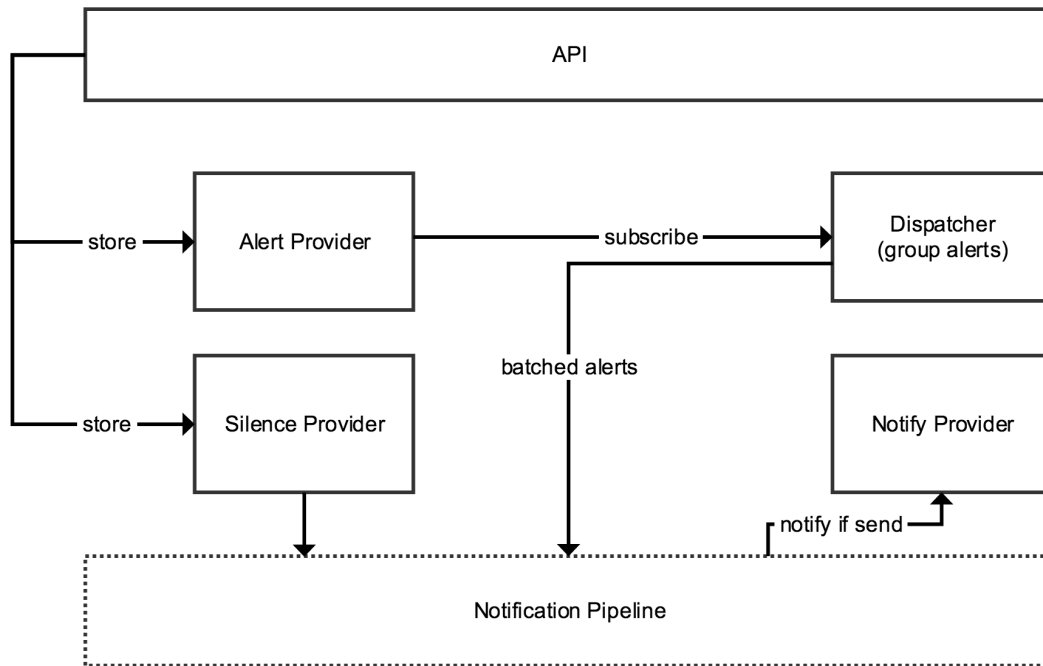 API
store
Alert Provider
subscribe
Dispatcher
(group alerts)
batched alerts
store
Silence Provider
Notify Provider
notify if send
Notification Pipeline